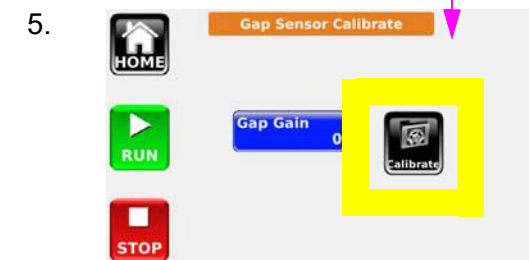 5.
Gap Sensor Calibrate
HOME
Gap Gain
0
RUN
Calibrate
STOP